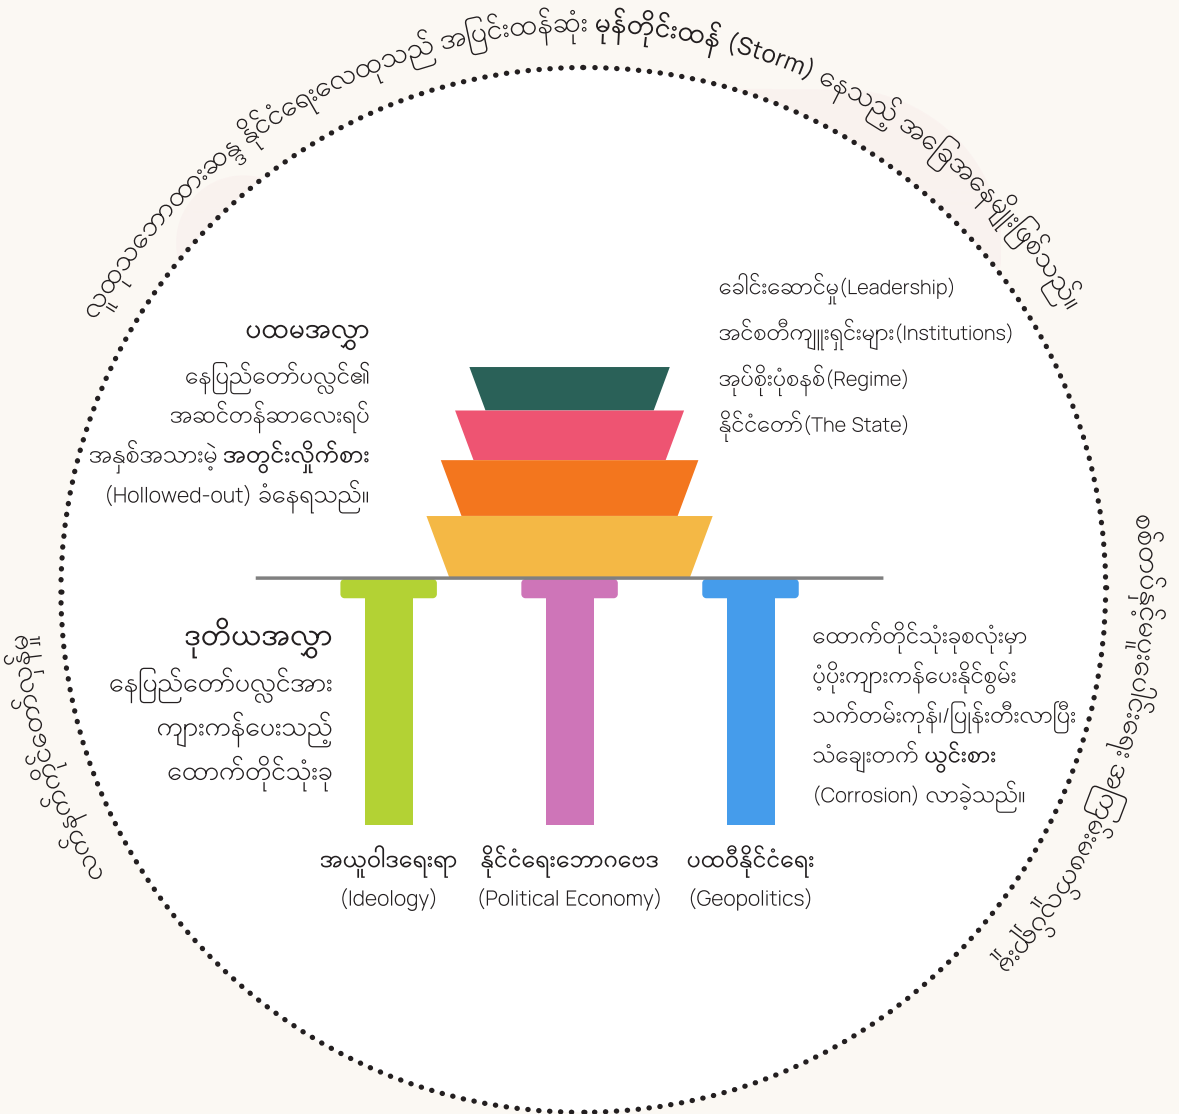 လူထုသဘောထားဆန္ဒ နိုင်ငံရေးလေထုသည် အပြင်းထန်ဆုံး မုန်တိုင်းထန် (Storm) နေသည့် အခြေအနေမျိုးဖြစ်သည်။
ပထမအလွှာ
နေပြည်တော်ပလ္လင်၏
အဆင်တန်ဆာလေးရပ်
အနှစ်အသားမဲ့ အတွင်းလှိုက်စား
(Hollowed-out) ခံနေရသည်။
ခေါင်းဆောင်မှု(Leadership)
အင်စတီကျူးရှင်းများ(Institutions)
အုပ်စိုးပုံစနစ်(Regime)
နိုင်ငံတော်(The State)
ဒုတိယအလွှာ
နေပြည်တော်ပလ္လင်အား
ကျားကန်ပေးသည့်
ထောက်တိုင်သုံးခု
ထောက်တိုင်သုံးခုစလုံးမှာ
ပံ့ပိုးကျားကန်ပေးနိုင်စွမ်း
သက်တမ်းကုန်၊/ပြုန်းတီးလာပြီး
သံချေးတက် ယွင်းစား
(Corrosion) လာခဲ့သည်။
အယူဝါဒရေးရာ
(Ideology)
နိုင်ငံရေးဘောဂဗေဒ
(Political Economy)
ပထဝီနိုင်ငံရေး
(Geopolitics)